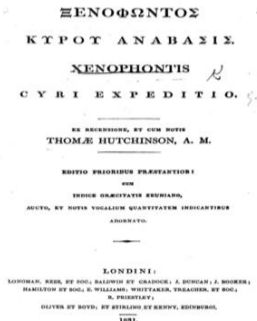 ΞΕΝΟΦΩΝΤΟΣ
ΚΥΡΟΥ ΑΝΑΒΑΣΙΣ.
XENOPHONTIS
CYRI EXPEDITIO.
EX RECENSIONE, ET CUM NOTIS
THOMÆ HUTCHINSON, A. M.
EDITIO PRIORIBUS PRÆSTANTIOR:
CUM
INDICE GRÆCITATIS ZEUNIANO,
AUCTO, ET NOTIS VOCALIUM QUANTITATEM INDICANTIBUS
ADORNATO.
LONDINI:
LONGMAN, REES, ET SOC; BALDWIN ET CRADOCK; J. DUNCAN; J. BOOKER;
HAMILTON ET SOC; E. WILLIAMS; WHITTAKER, TREACHER, ET SOC;
B. PRIESTLEY;
OLIVER ET BOYD; ET STIRLING ET KENNY, EDINBURGI.
1831.